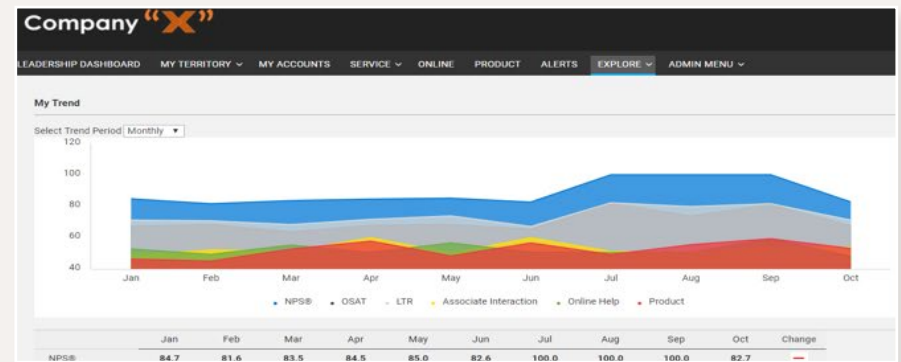 Company “X”
LEADERSHIP DASHBOARD MY TERRITORY MY ACCOUNTS SERVICE ONLINE PRODUCT ALERTS EXPLORE ADMIN MENU
My Trend
Select Trend Period Monthly
120
100
80
60
40
Jan Feb Mar Apr May Jun Jul Aug Sep Oct
NPS® OSAT LTR Associate Interaction Online Help Product
Jan Feb Mar Apr May Jun Jul Aug Sep Oct Change
NPS® 84.7 81.6 83.5 84.5 85.0 82.6 100.0 100.0 100.0 82.7 —